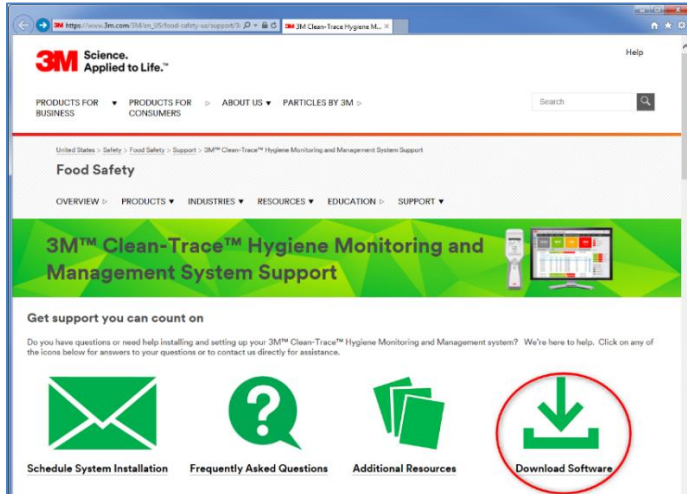 https://www.3m.com/3M/en_US/food-safety-us/support/3
3M 3M Clean-Trace Hygiene M...
3M Science.
Applied to Life.™
Help
PRODUCTS FOR BUSINESS
PRODUCTS FOR CONSUMERS
ABOUT US
PARTICLES BY 3M
Search
United States > Safety > Food Safety > Support > 3M™ Clean-Trace™ Hygiene Monitoring and Management System Support
Food Safety
OVERVIEW PRODUCTS INDUSTRIES RESOURCES EDUCATION SUPPORT
3M™ Clean-Trace™ Hygiene Monitoring and
Management System Support
Get support you can count on
Do you have questions or need help installing and setting up your 3M™ Clean-Trace™ Hygiene Monitoring and Management system? We're here to help. Click on any of
the icons below for answers to your questions or to contact us directly for assistance.
Schedule System Installation
Frequently Asked Questions
Additional Resources
Download Software